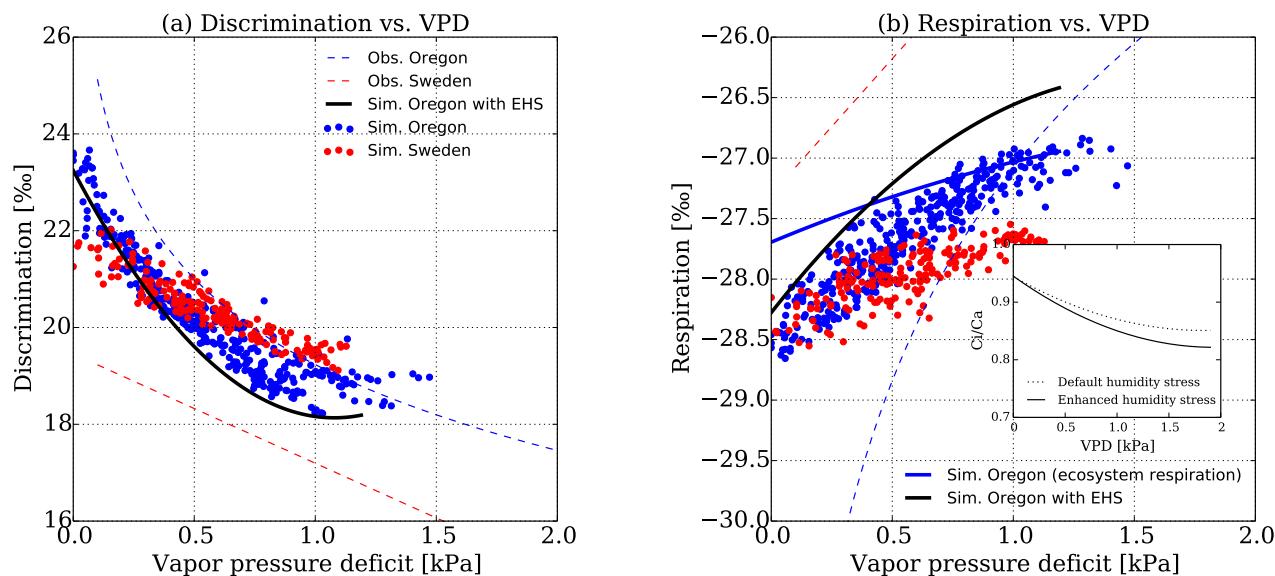 (a) Discrimination vs. VPD
26
24
22
20
18
16
Discrimination [‰]
0.0
0.5
1.0
1.5
2.0
Vapor pressure deficit [kPa]
Obs. Oregon
Obs. Sweden
Sim. Oregon with EHS
Sim. Oregon
Sim. Sweden
(b) Respiration vs. VPD
−26.0
−26.5
−27.0
−27.5
−28.0
−28.5
−29.0
−29.5
−30.0
Respiration [‰]
0.0
0.5
1.0
1.5
2.0
Vapor pressure deficit [kPa]
1.0
0.9
0.8
0.7
Ci/Ca
Default humidity stress
Enhanced humidity stress
0
0.5
1.0
1.5
2
VPD [kPa]
Sim. Oregon (ecosystem respiration)
Sim. Oregon with EHS